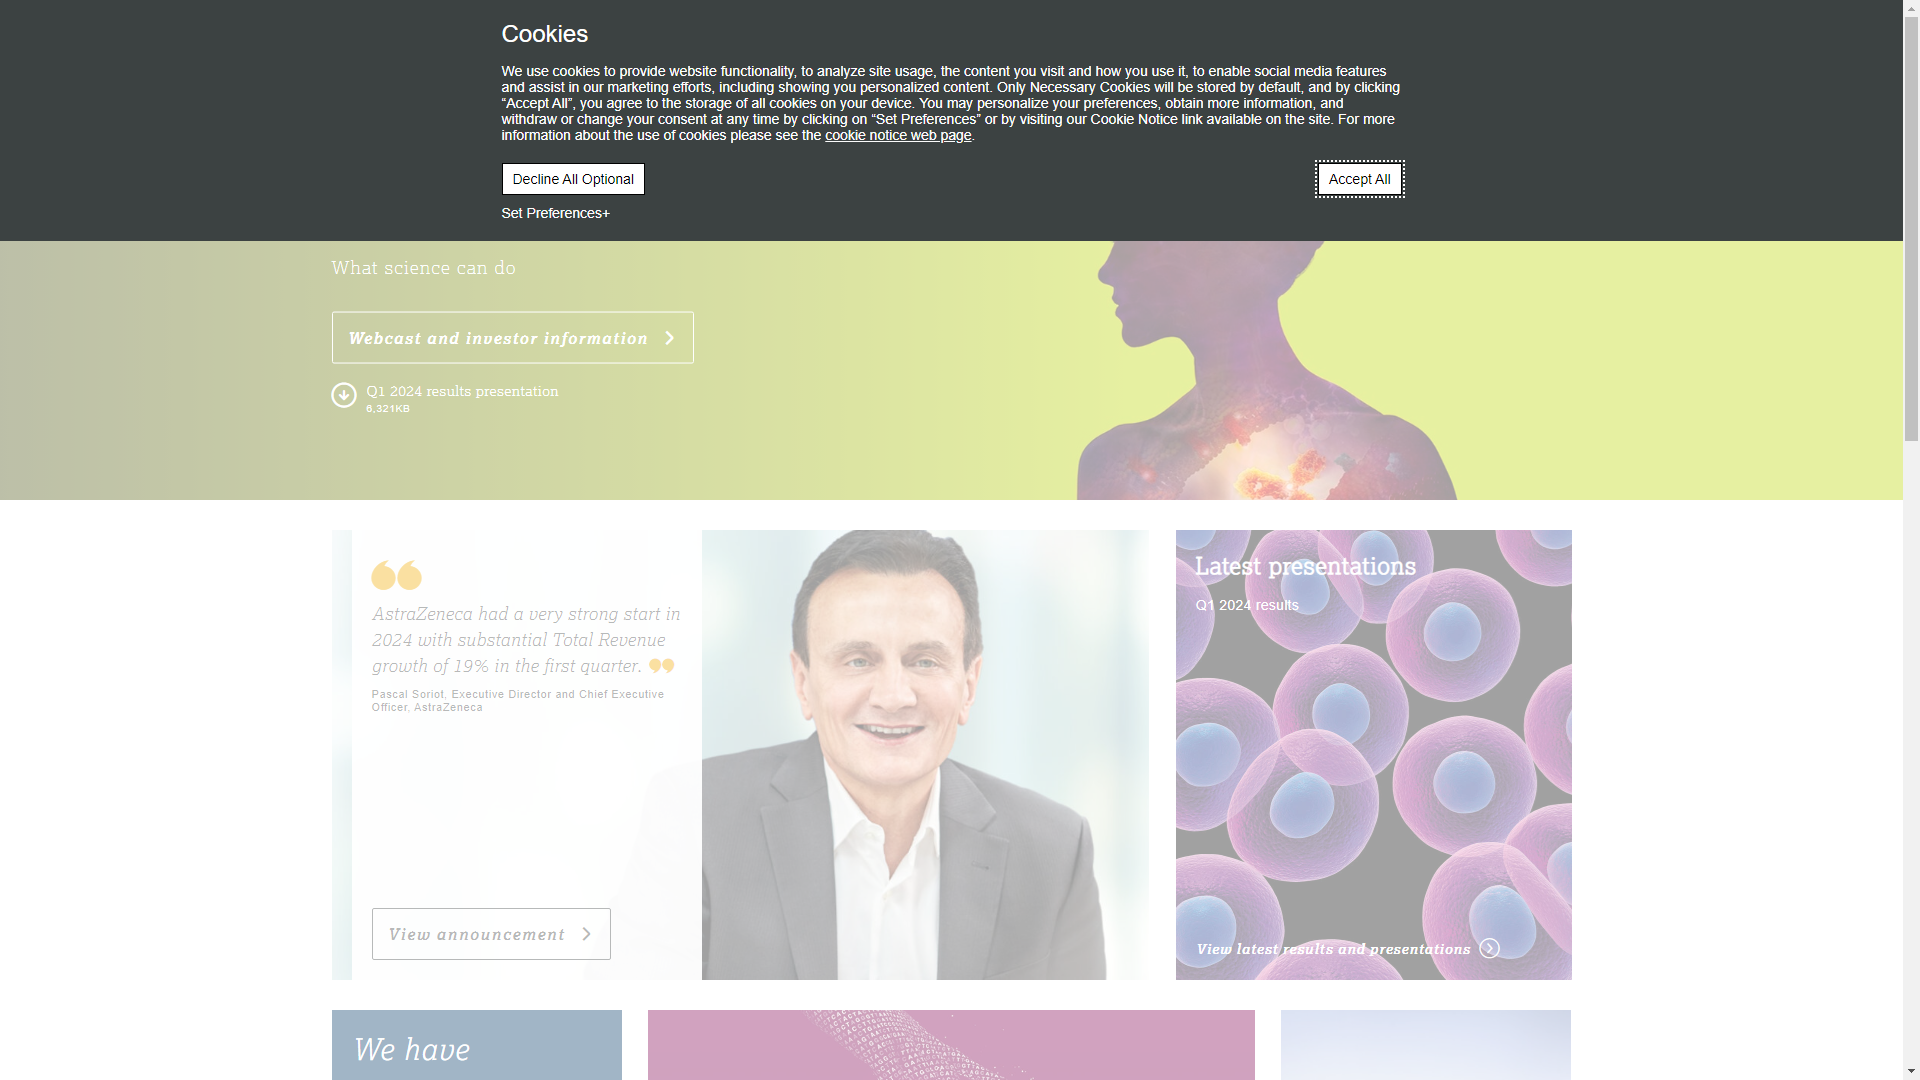 Cookies
We use cookies to provide website functionality, to analyze site usage, the content you visit and how you use it, to enable social media features
and assist in our marketing efforts, including showing you personalized content. Only Necessary Cookies will be stored by default, and by clicking
“Accept All”, you agree to the storage of all cookies on your device. You may personalize your preferences, obtain more information, and
withdraw or change your consent at any time by clicking on “Set Preferences” or by visiting our Cookie Notice link available on the site. For more
information about the use of cookies please see the cookie notice web page.
Decline All Optional
Accept All
Set Preferences+
What science can do
Webcast and investor information
Q1 2024 results presentation
6,321KB
AstraZeneca had a very strong start in
2024 with substantial Total Revenue
growth of 19% in the first quarter.
Pascal Soriot, Executive Director and Chief Executive
Officer, AstraZeneca
View announcement
Latest presentations
Q1 2024 results
View latest results and presentations
We have